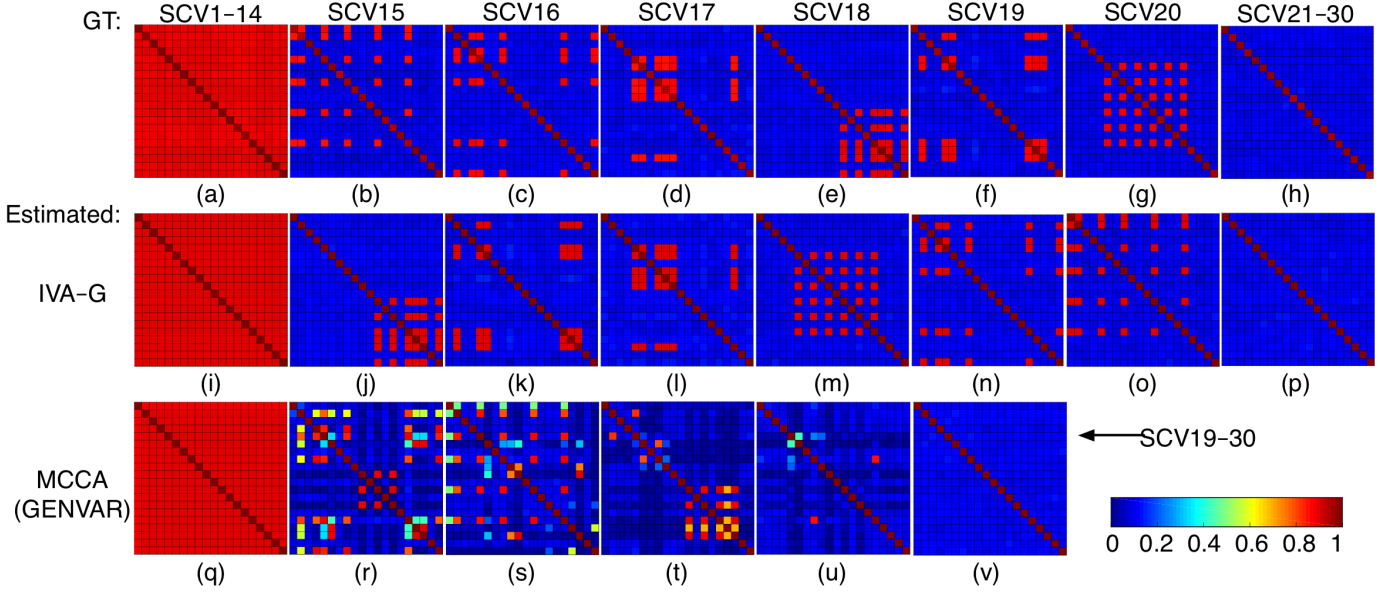 GT: SCV1–14 SCV15 SCV16 SCV17 SCV18 SCV19 SCV20 SCV21–30
(a) (b) (c) (d) (e) (f) (g) (h)
Estimated:
IVA–G
(i) (j) (k) (l) (m) (n) (o) (p)
SCV19–30
MCCA
(GENVAR)
0 0.2 0.4 0.6 0.8 1
(q) (r) (s) (t) (u) (v)